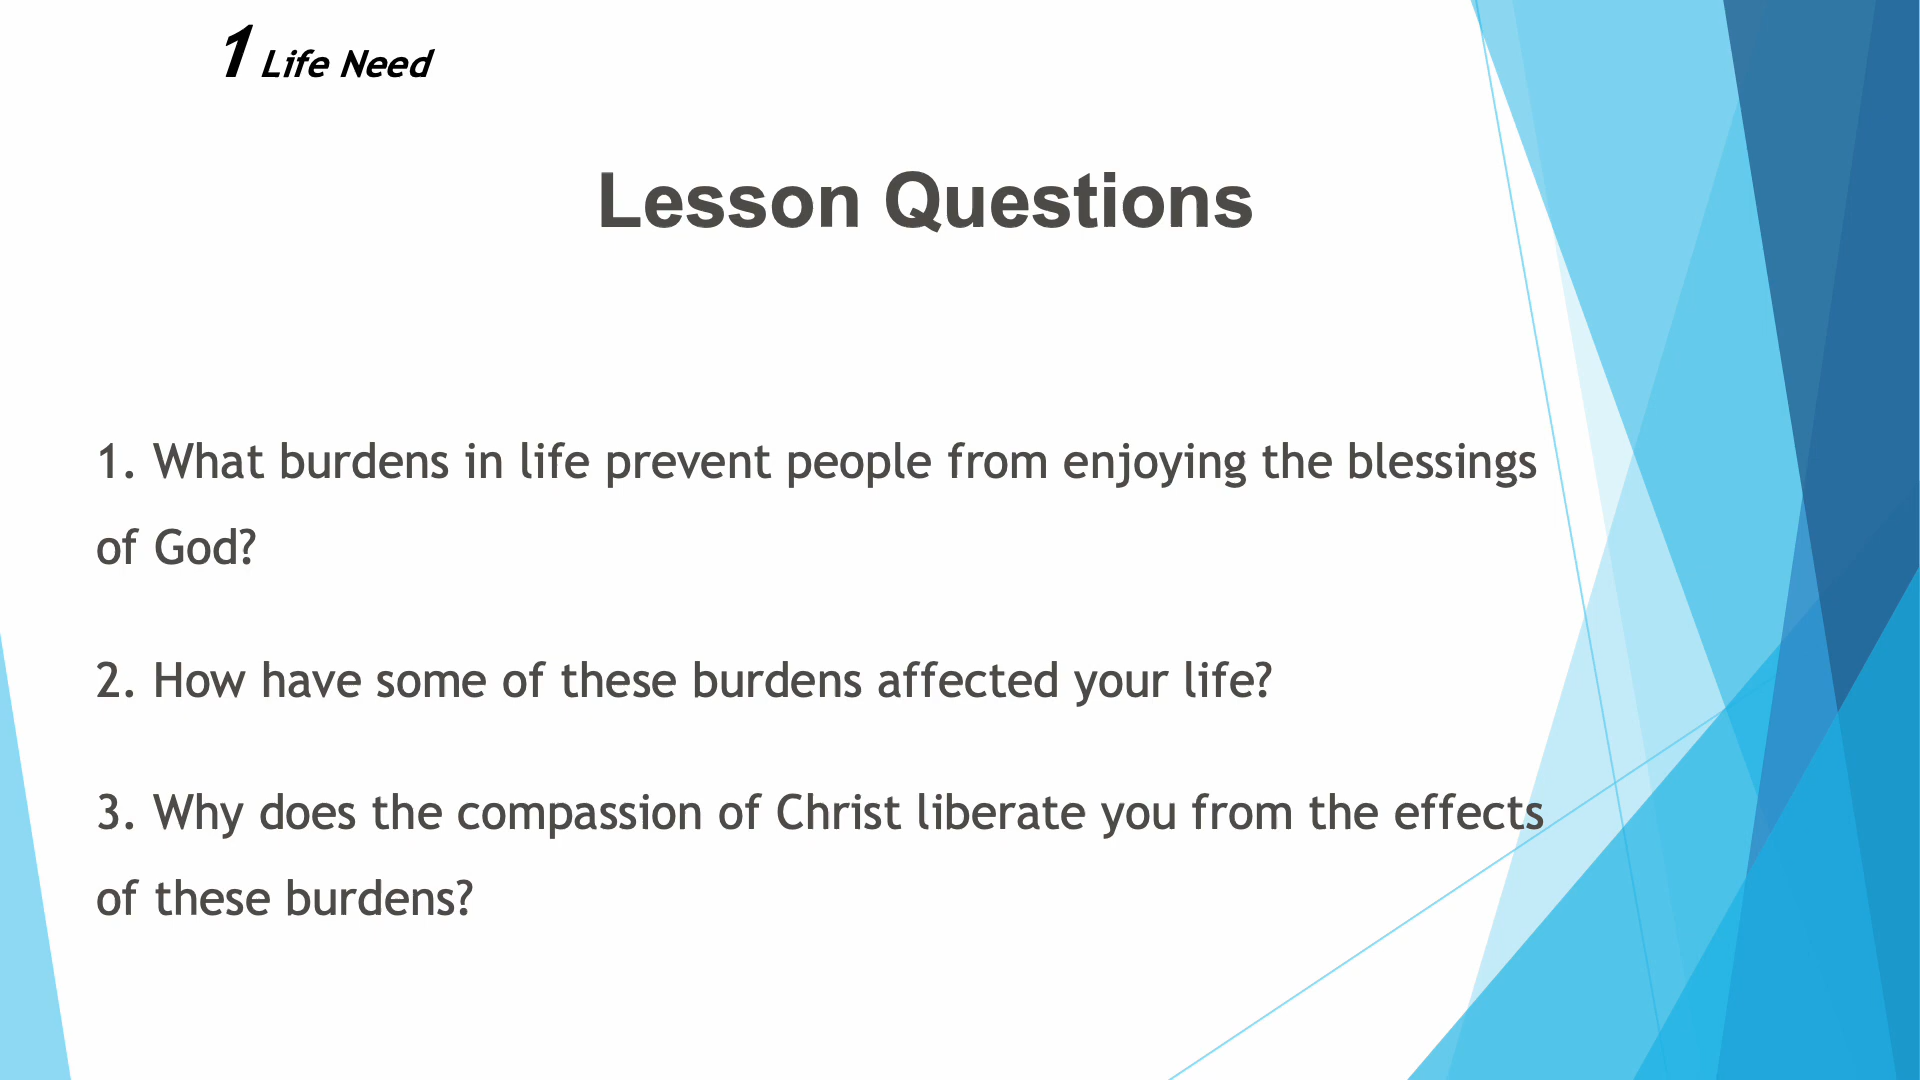 1 Life Need
Lesson Questions
1. What burdens in life prevent people from enjoying the blessings
of God?
2. How have some of these burdens affected your life?
3. Why does the compassion of Christ liberate you from the effects
of these burdens?